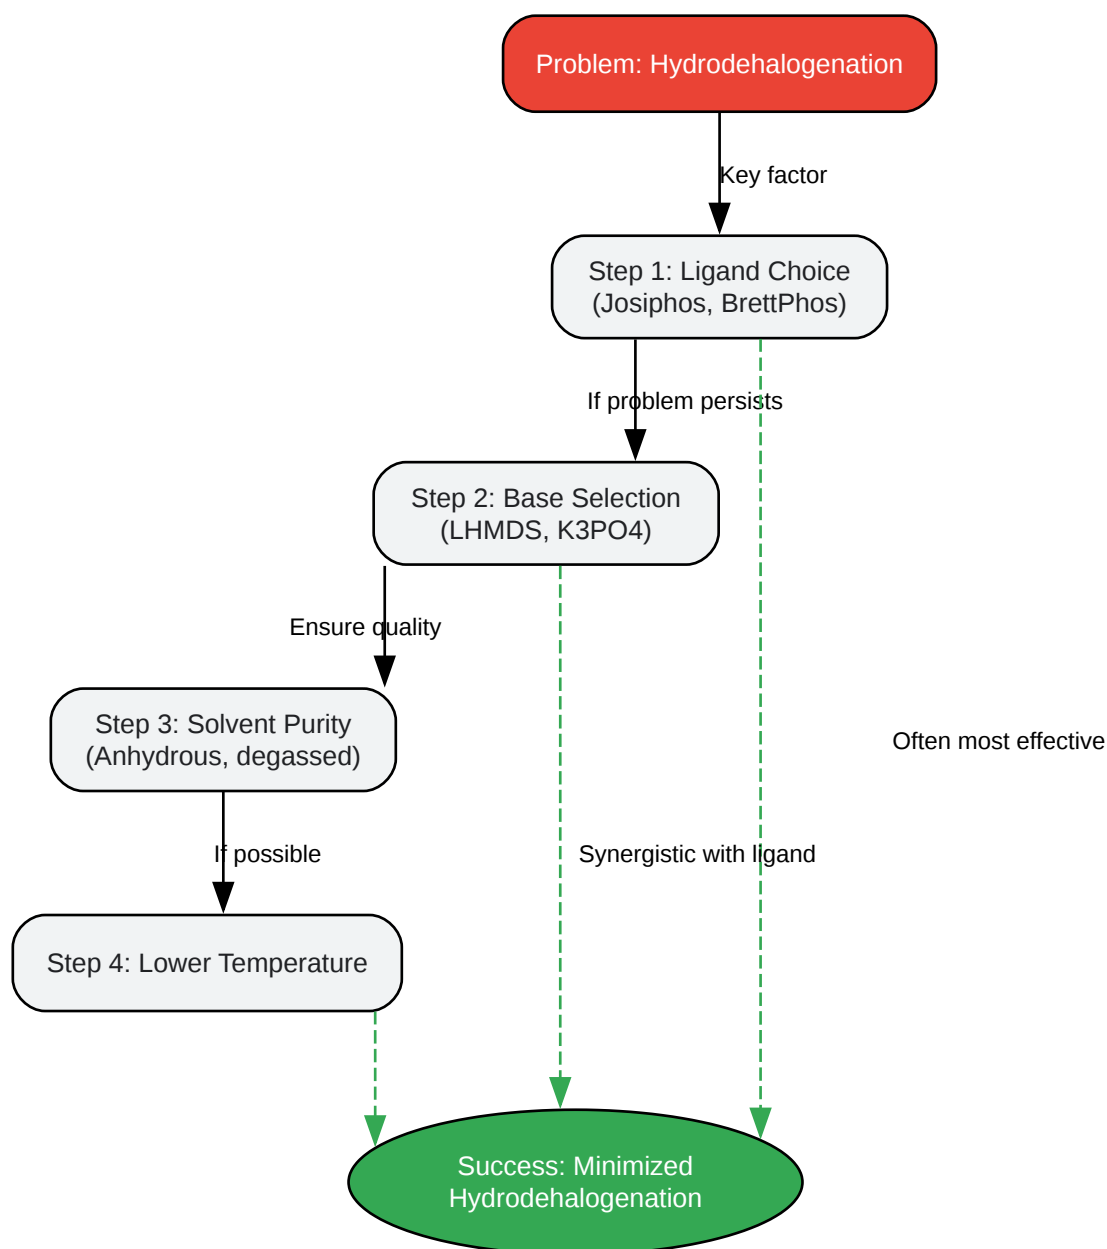 Problem: Hydrodehalogenation
Key factor
Step 1: Ligand Choice
(Josiphos, BrettPhos)
If problem persists
Step 2: Base Selection
(LHMDS, K3PO4)
Ensure quality
Step 3: Solvent Purity
(Anhydrous, degassed)
Often most effective
If possible
Synergistic with ligand
Step 4: Lower Temperature
Success: Minimized
Hydrodehalogenation